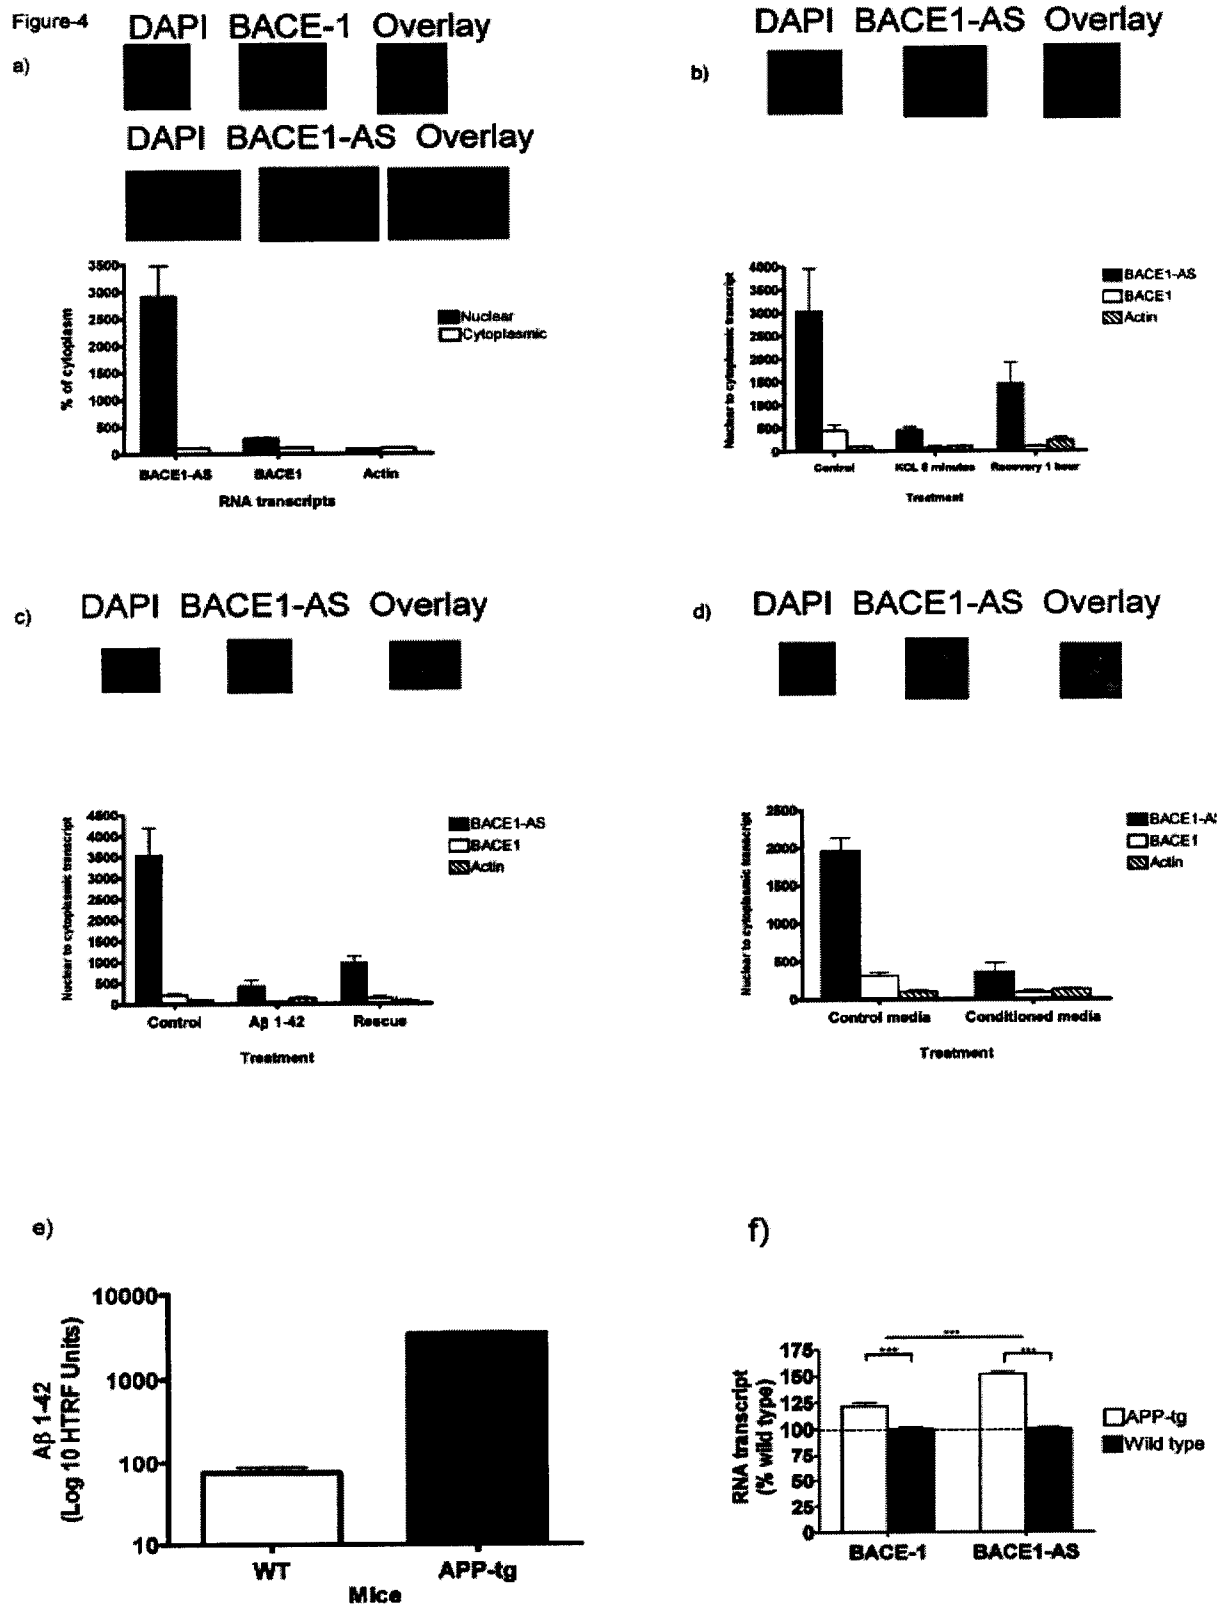 Figure-4
a)
DAPI BACE-1 Overlay
DAPI BACE1-AS Overlay
% of cytoplasm
3500
3000
2500
2000
1500
1000
500
0
BACE1-AS BACE1 Actin
RNA transcripts
Nuclear
Cytoplasmic
b)
DAPI BACE1-AS Overlay
Nuclear to cytoplasmic transcript
4000
3500
3000
2500
2000
1500
1000
500
0
Control KCL 5 minutes Recovery 1 hour
Treatment
BACE1-AS
BACE1
Actin
c)
DAPI BACE1-AS Overlay
Nuclear to cytoplasmic transcript
4500
4000
3500
3000
2500
2000
1500
1000
500
0
Control Aβ 1-42 Rescue
Treatment
BACE1-AS
BACE1
Actin
d)
DAPI BACE1-AS Overlay
Nuclear to cytoplasmic transcript
2500
2000
1500
1000
500
0
Control media Conditioned media
Treatment
BACE1-AS
BACE1
Actin
e)
Aβ 1-42
(Log 10 HTRF Units)
10000
1000
100
10
WT APP-tg
Mice
f)
RNA transcript
(% wild type)
175
150
125
100
75
50
25
0
***
*** ***
BACE-1 BACE1-AS
APP-tg
Wild type